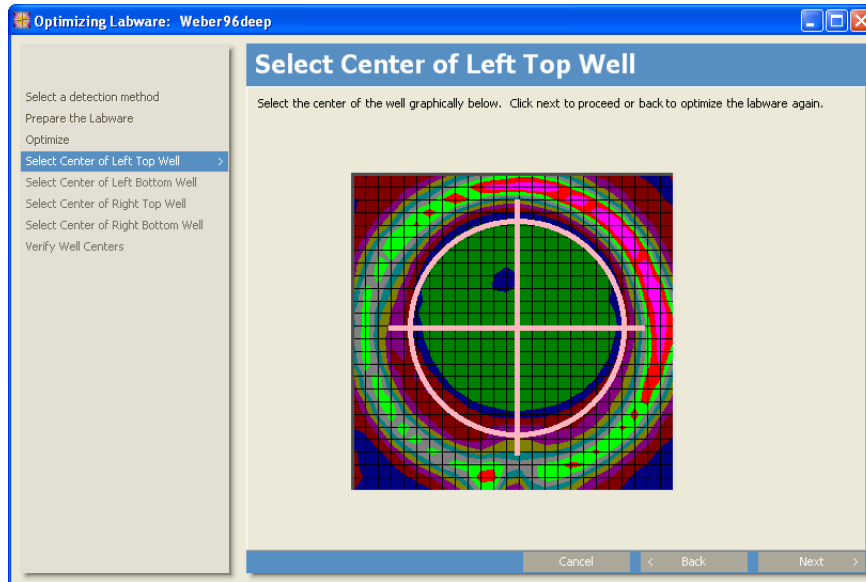 Optimizing Labware: Weber96deep
Select a detection method
Prepare the Labware
Optimize
Select Center of Left Top Well >
Select Center of Left Bottom Well
Select Center of Right Top Well
Select Center of Right Bottom Well
Verify Well Centers
Select Center of Left Top Well
Select the center of the well graphically below. Click next to proceed or back to optimize the labware again.
Cancel
< Back
Next >